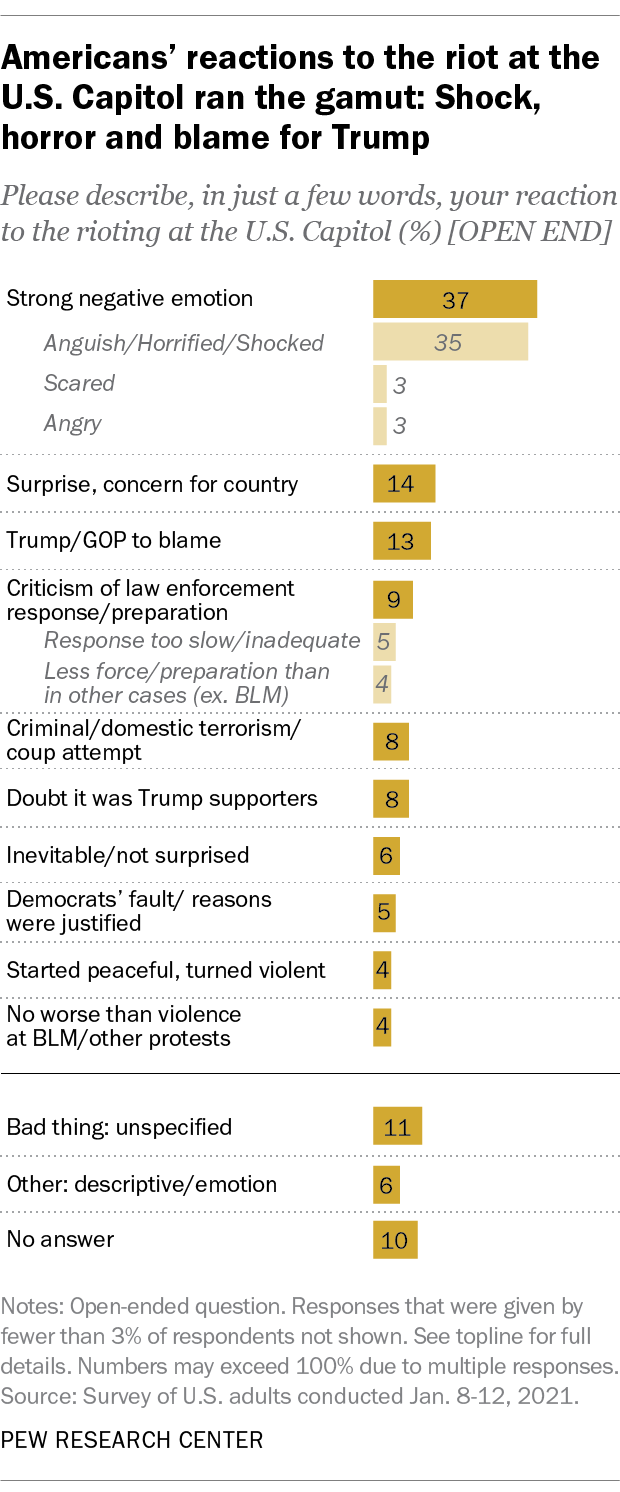 Americans’ reactions to the riot at the
U.S. Capitol ran the gamut: Shock,
horror and blame for Trump
Please describe, in just a few words, your reaction
to the rioting at the U.S. Capitol (%) [OPEN END]
Strong negative emotion 37
Anguish/Horrified/Shocked 35
Scared 3
Angry 3
Surprise, concern for country 14
Trump/GOP to blame 13
Criticism of law enforcement
response/preparation 9
Response too slow/inadequate 5
Less force/preparation than
in other cases (ex. BLM) 4
Criminal/domestic terrorism/
coup attempt 8
Doubt it was Trump supporters 8
Inevitable/not surprised 6
Democrats’ fault/ reasons
were justified 5
Started peaceful, turned violent 4
No worse than violence
at BLM/other protests 4
Bad thing: unspecified 11
Other: descriptive/emotion 6
No answer 10
Notes: Open-ended question. Responses that were given by
fewer than 3% of respondents not shown. See topline for full
details. Numbers may exceed 100% due to multiple responses.
Source: Survey of U.S. adults conducted Jan. 8-12, 2021.
PEW RESEARCH CENTER